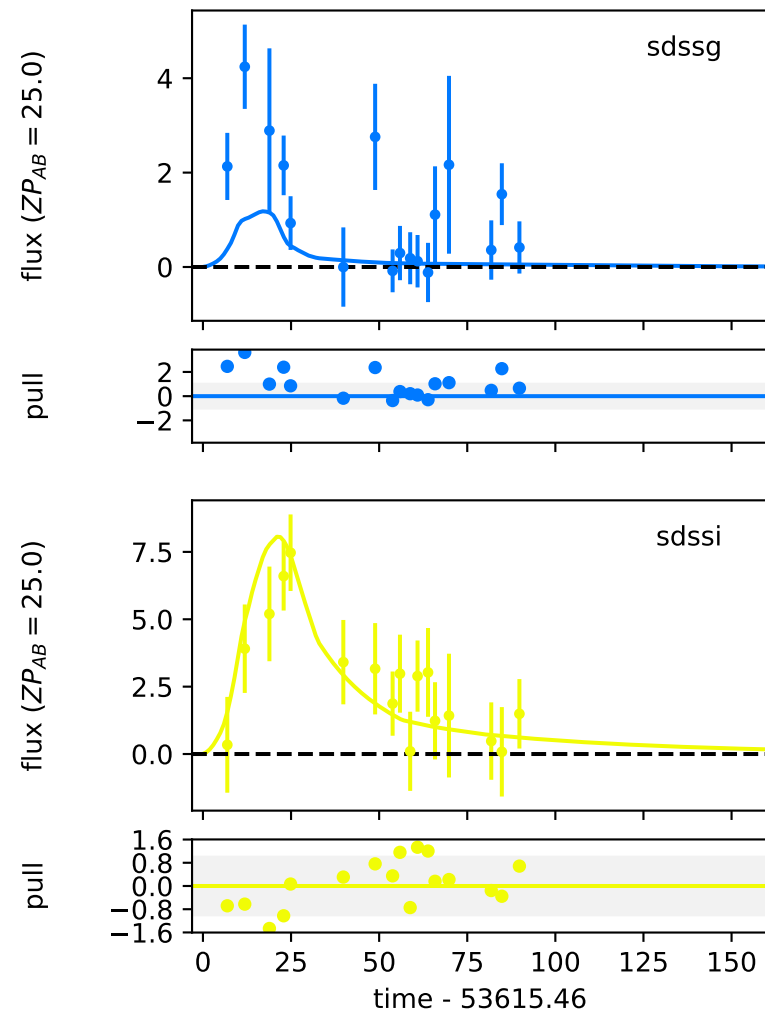 sdssg
flux (ZP_AB = 25.0)
4
2
0
pull
2
0
−2
sdssi
flux (ZP_AB = 25.0)
7.5
5.0
2.5
0.0
pull
1.6
0.8
0.0
−0.8
−1.6
0 25 50 75 100 125 150
time - 53615.46